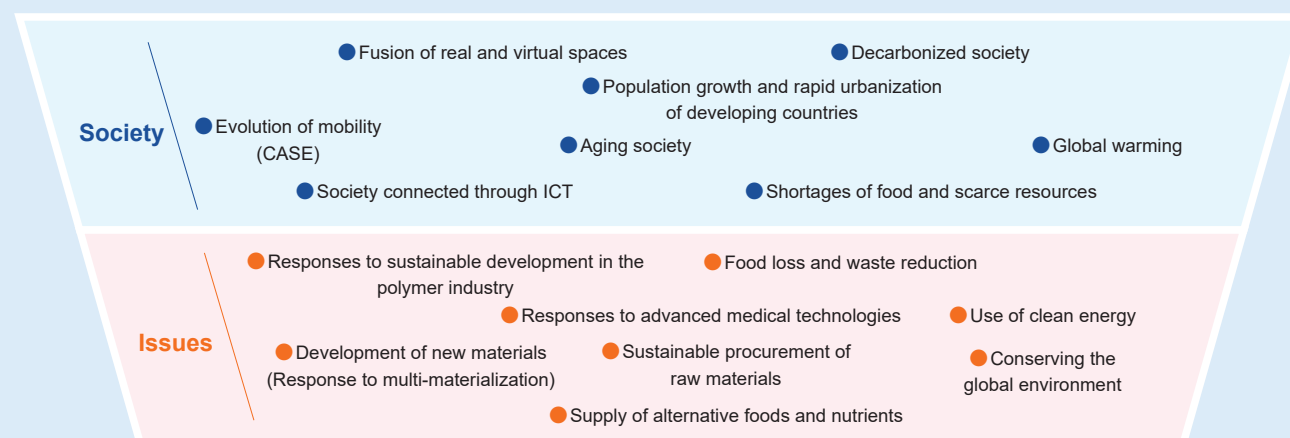 Society
Fusion of real and virtual spaces
Decarbonized society
Population growth and rapid urbanization
of developing countries
Evolution of mobility
(CASE)
Aging society
Global warming
Society connected through ICT
Shortages of food and scarce resources
Issues
Responses to sustainable development in the
polymer industry
Food loss and waste reduction
Responses to advanced medical technologies
Use of clean energy
Development of new materials
(Response to multi-materialization)
Sustainable procurement of
raw materials
Conserving the
global environment
Supply of alternative foods and nutrients